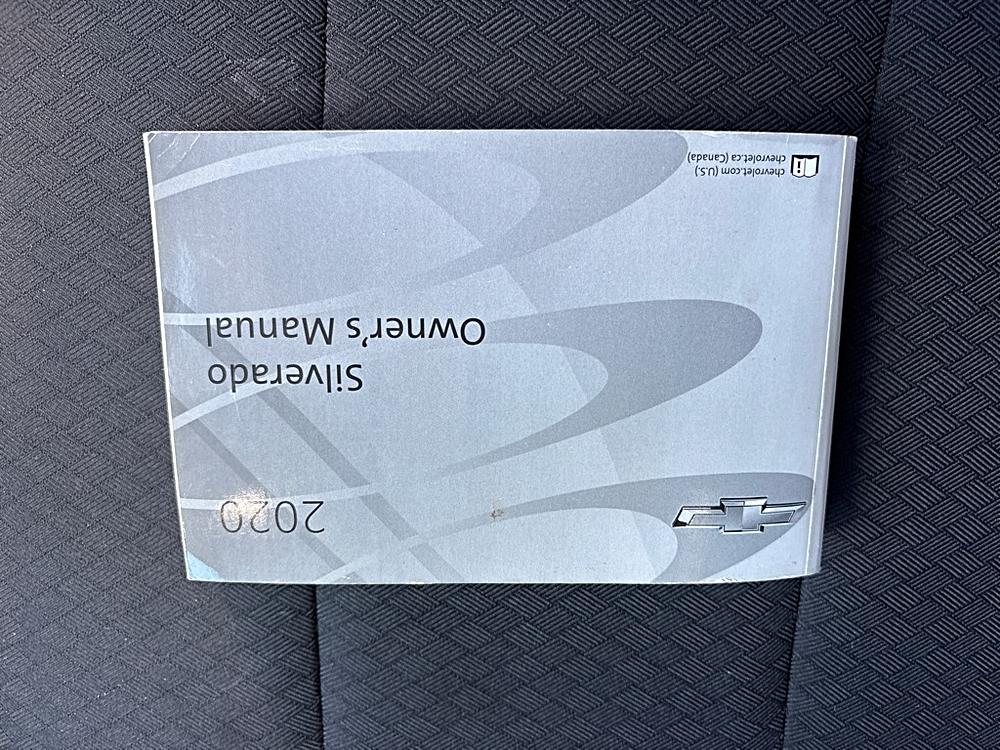 2020
Silverado
Owner's Manual
chevrolet.com (U.S.)
chevrolet.ca (Canada)